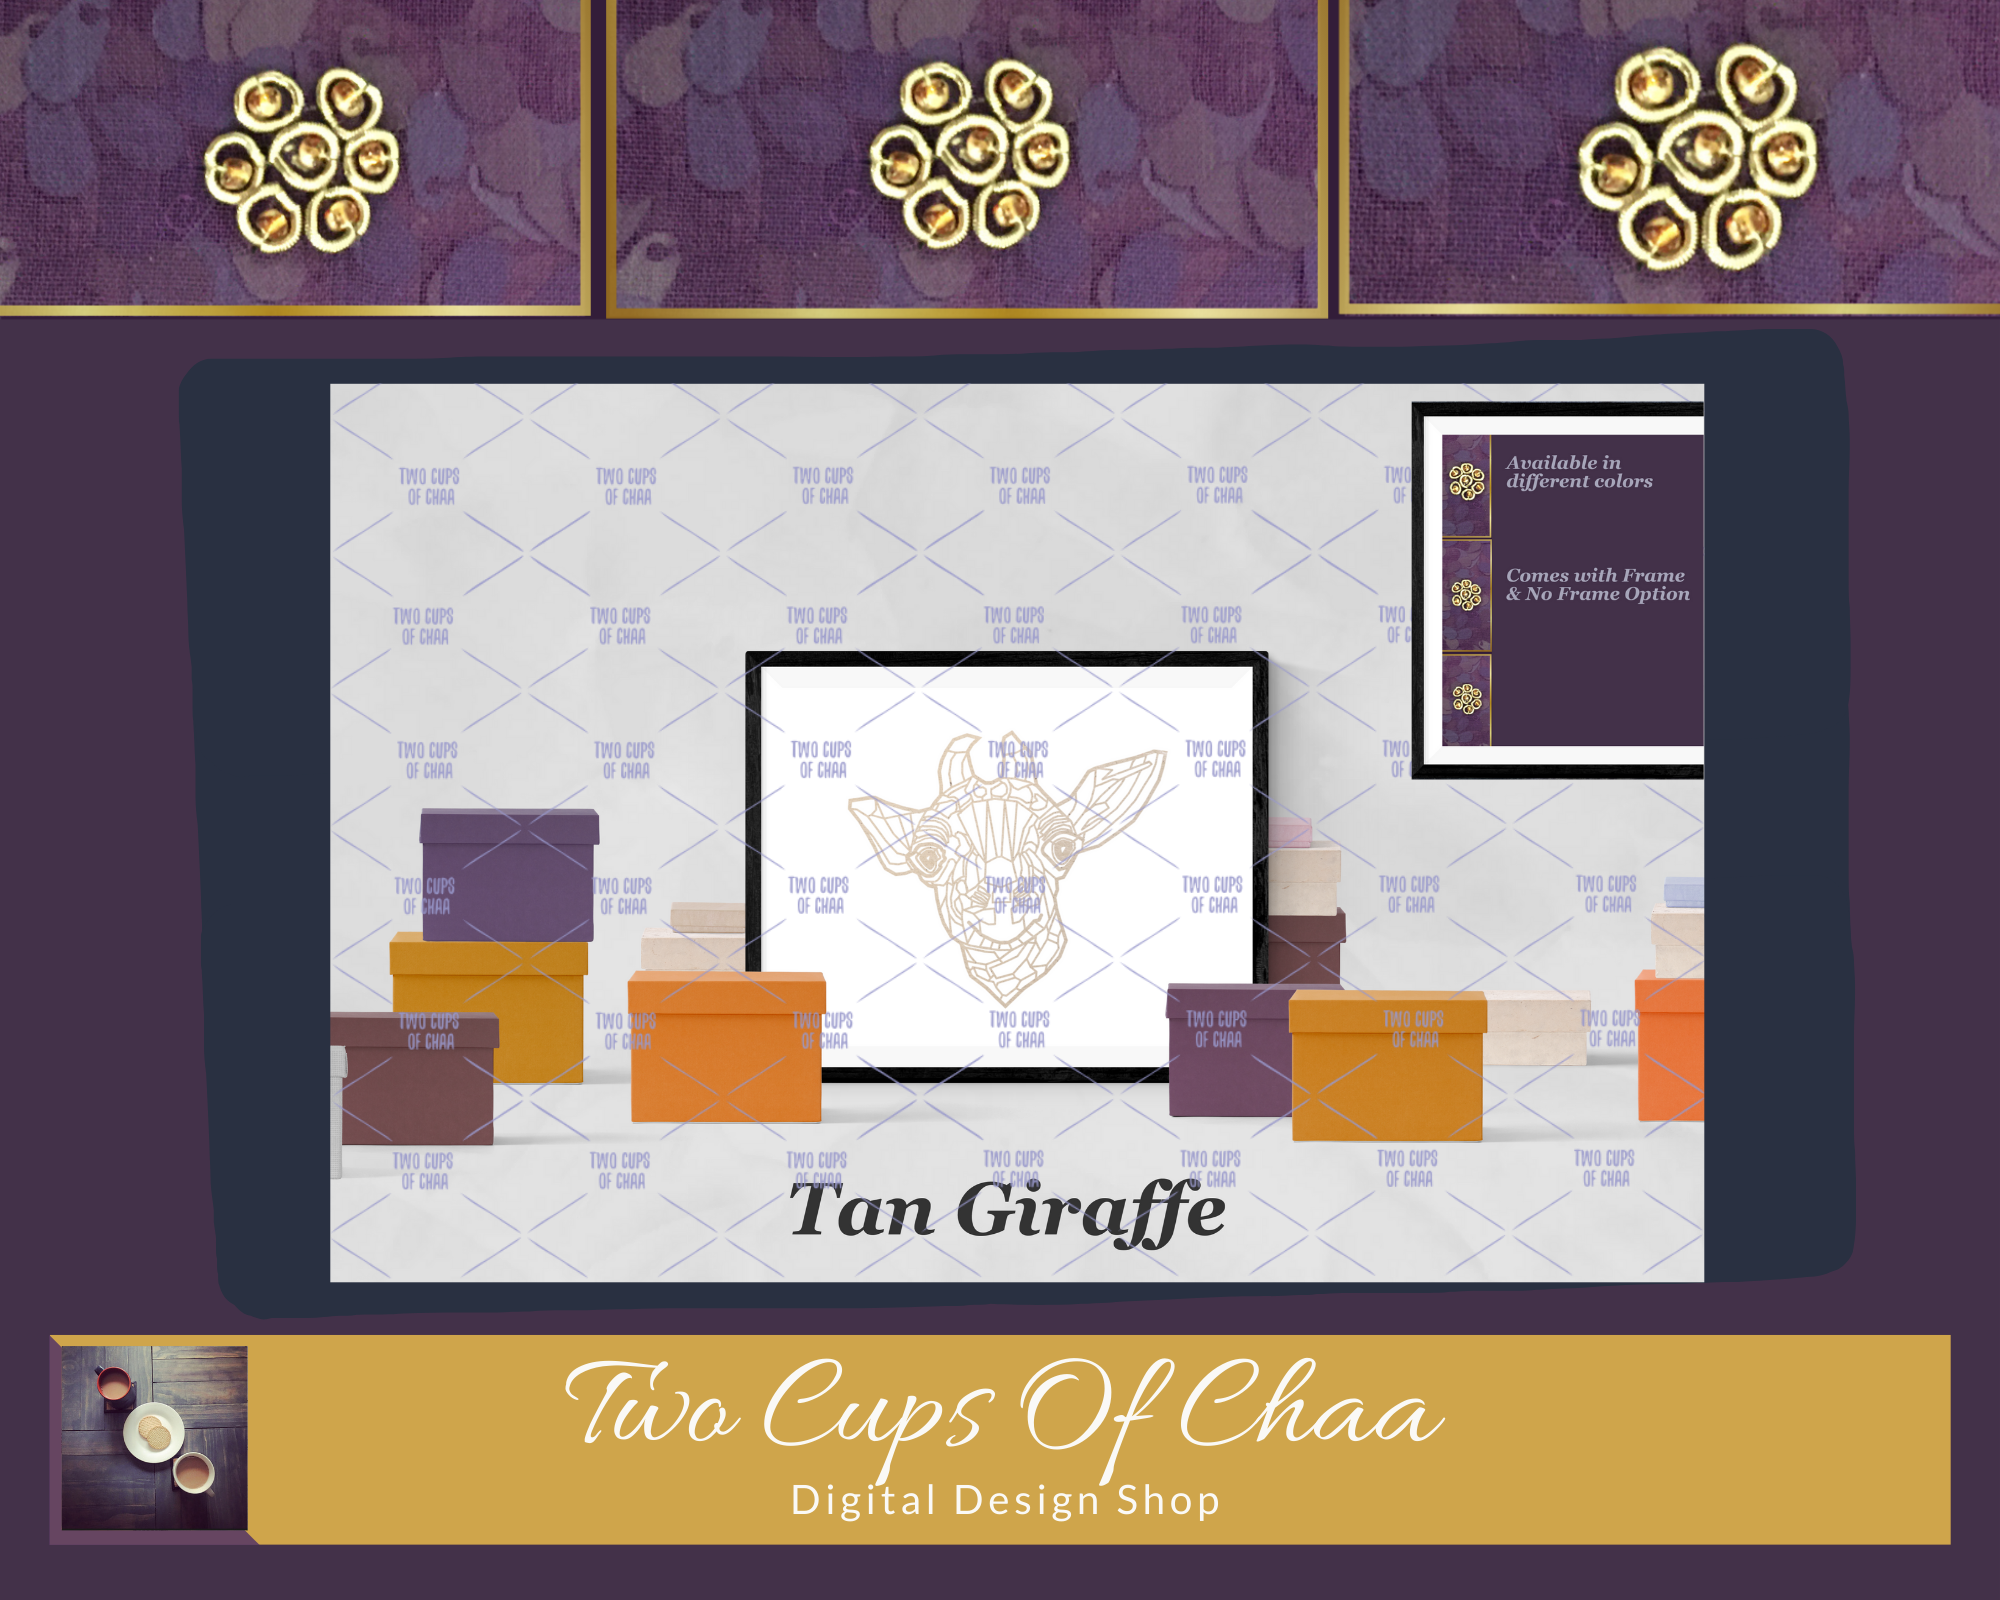 Available in
different colors
Comes with Frame
& No Frame Option
TWO CUPS
OF CHAA
Tan Giraffe
Two Cups Of Chaa
Digital Design Shop